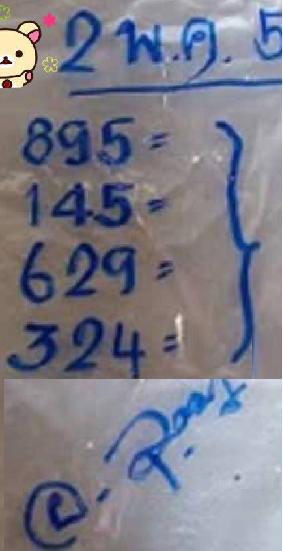 2 พ.ค. 5
895 =
145 =
629 =
324 =